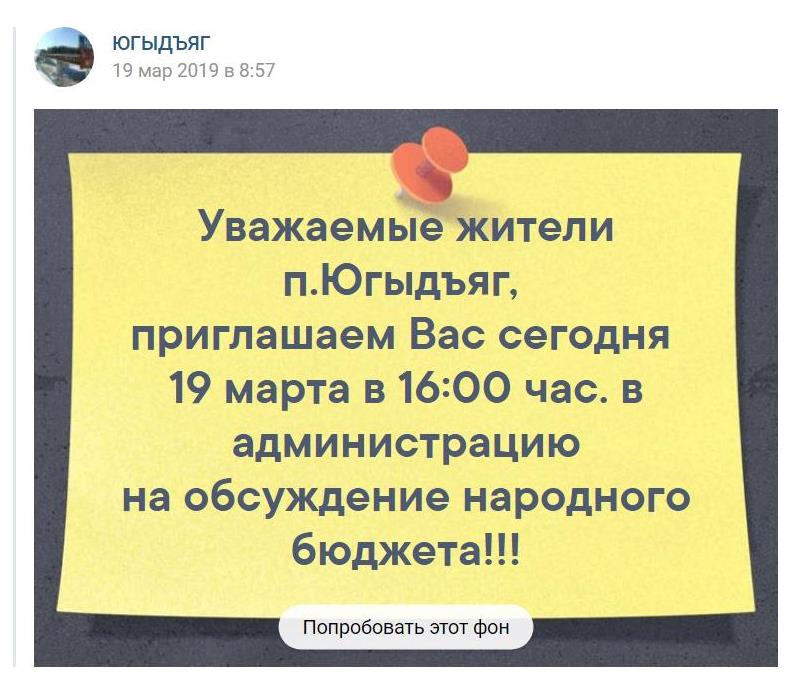 ЮГЫДЪЯГ
19 мар 2019 в 8:57
Уважаемые жители
п.Югыдъяг,
приглашаем Вас сегодня
19 марта в 16:00 час. в
администрацию
на обсуждение народного
бюджета!!!
Попробовать этот фон